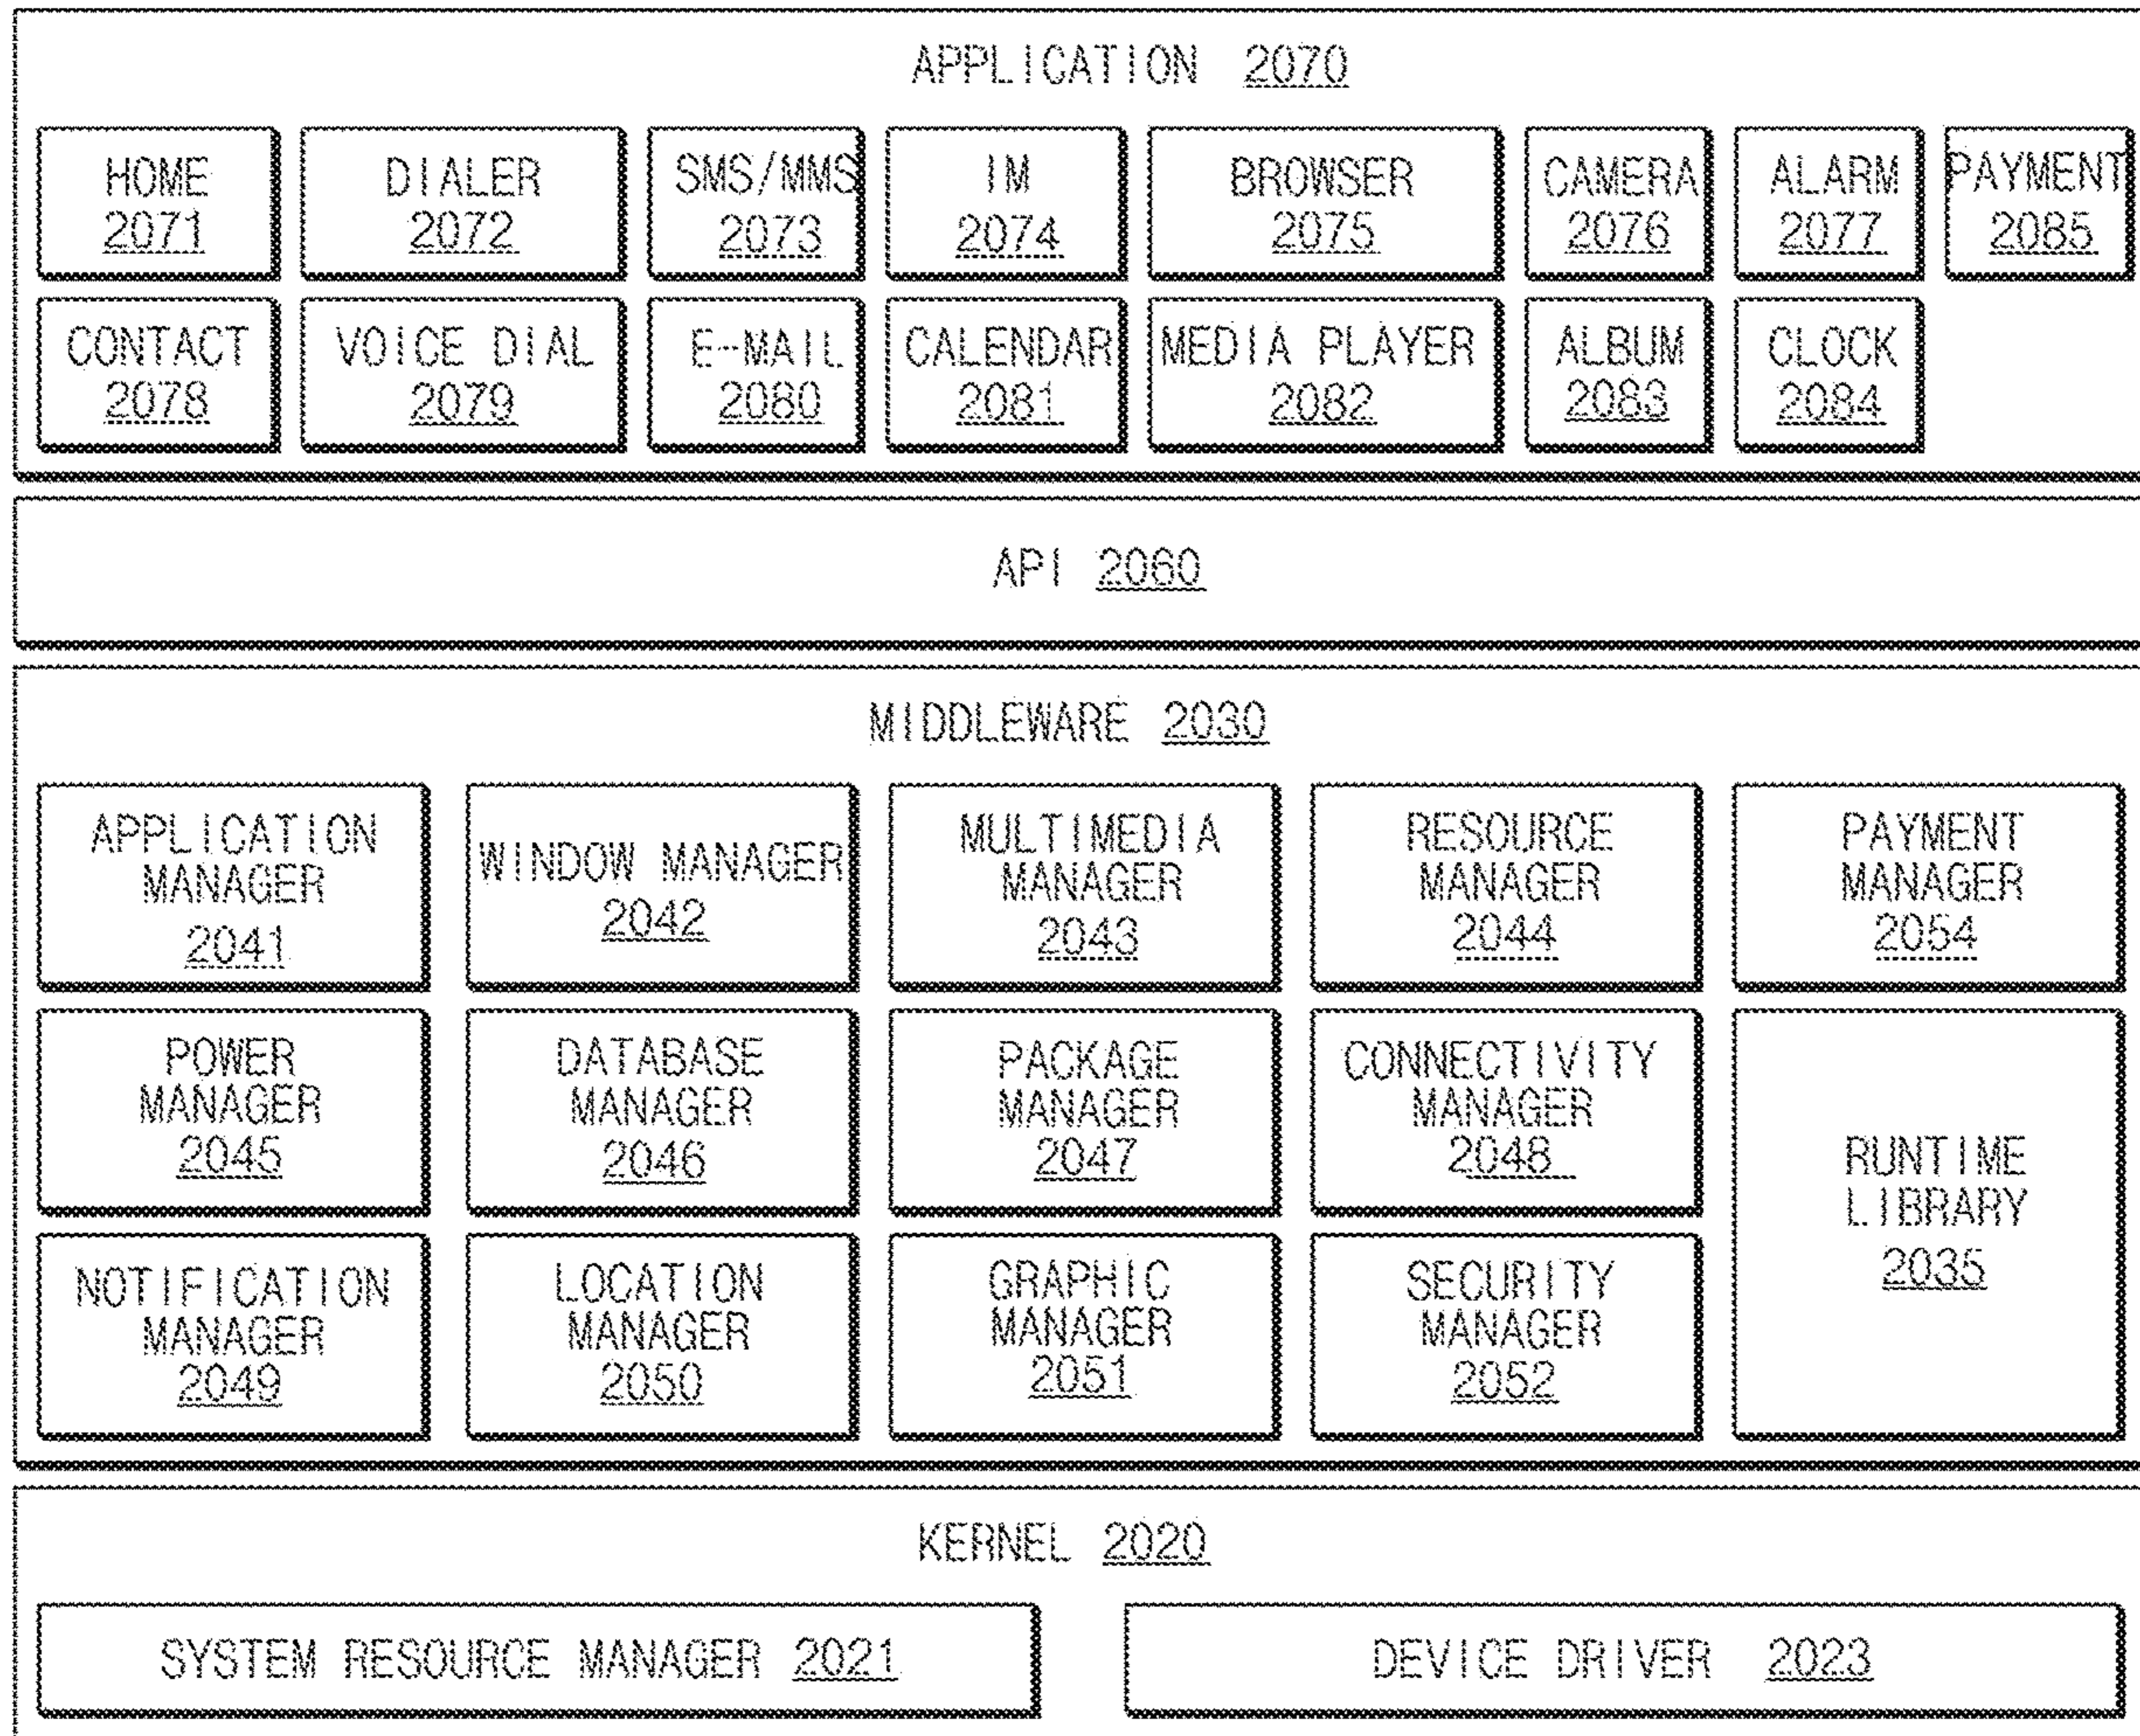 APPLICATION 2070
HOME
2071
DIALER
2072
SMS/MMS
2073
IM
2074
BROWSER
2075
CAMERA
2076
ALARM
2077
PAYMENT
2085
CONTACT
2078
VOICE DIAL
2079
E-MAIL
2080
CALENDAR
2081
MEDIA PLAYER
2082
ALBUM
2083
CLOCK
2084
API 2060
MIDDLEWARE 2030
APPLICATION
MANAGER
2041
WINDOW MANAGER
2042
MULTIMEDIA
MANAGER
2043
RESOURCE
MANAGER
2044
PAYMENT
MANAGER
2054
POWER
MANAGER
2045
DATABASE
MANAGER
2046
PACKAGE
MANAGER
2047
CONNECTIVITY
MANAGER
2048
RUNTIME
LIBRARY
2035
NOTIFICATION
MANAGER
2049
LOCATION
MANAGER
2050
GRAPHIC
MANAGER
2051
SECURITY
MANAGER
2052
KERNEL 2020
SYSTEM RESOURCE MANAGER 2021
DEVICE DRIVER 2023